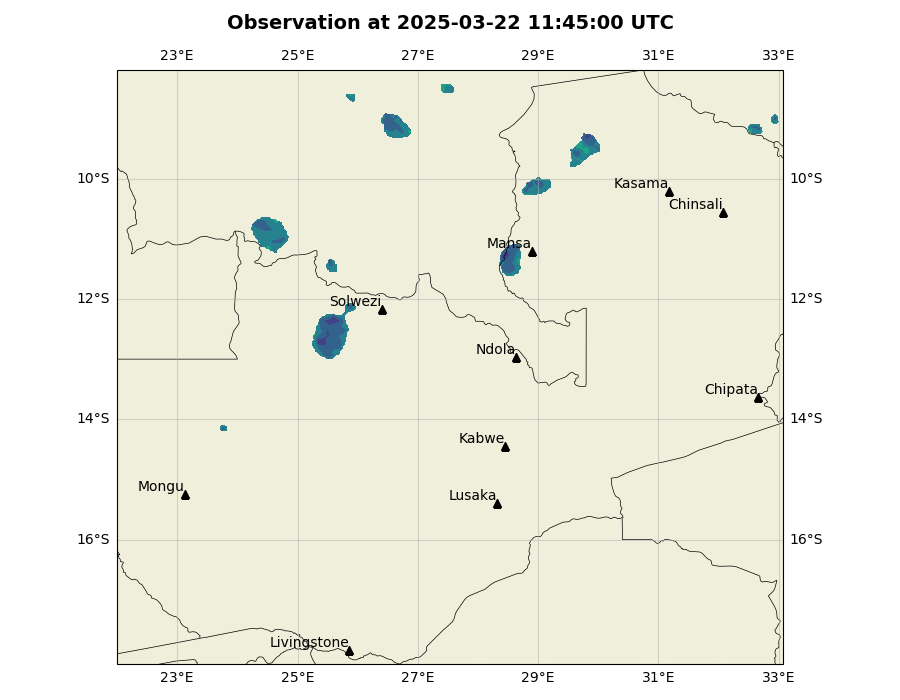 Observation at 2025-03-22 11:45:00 UTC
23°E 25°E 27°E 29°E 31°E 33°E
10°S 10°S
Kasama
Chinsali
Mansa
12°S 12°S
Solwezi
Ndola
Chipata
14°S 14°S
Kabwe
Mongu
Lusaka
16°S 16°S
Livingstone
23°E 25°E 27°E 29°E 31°E 33°E